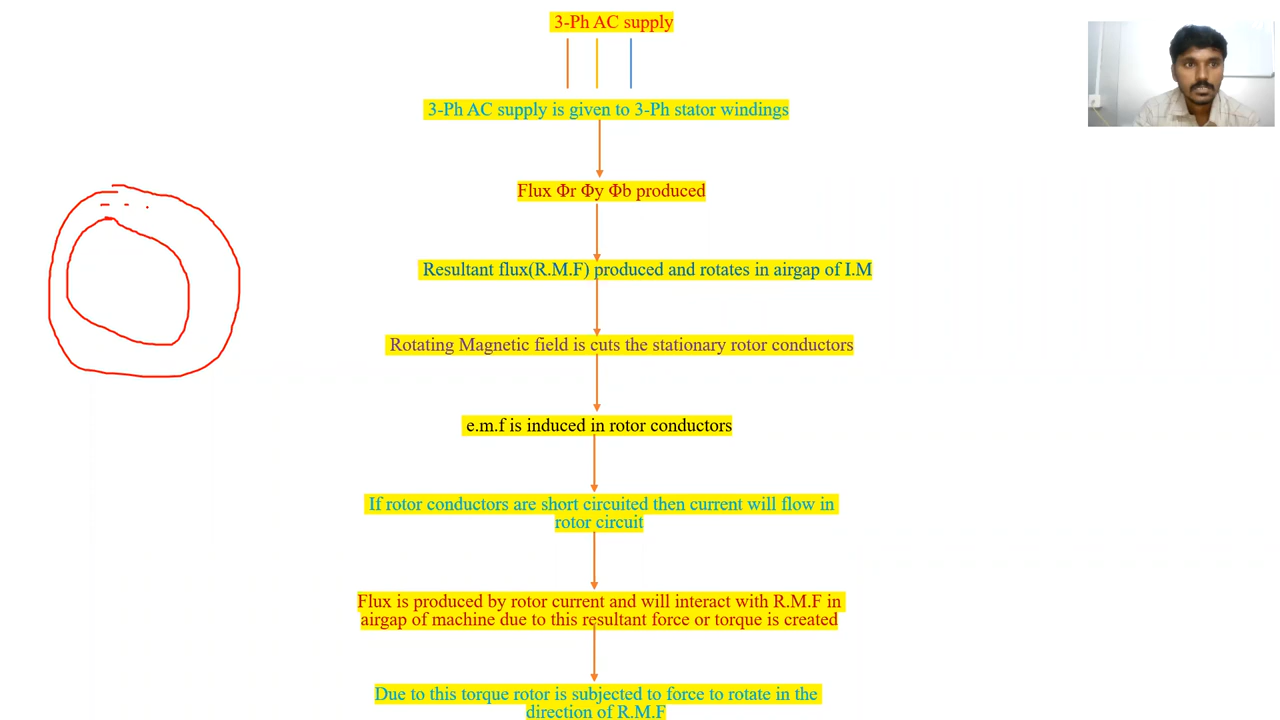 3-Ph AC supply
3-Ph AC supply is given to 3-Ph stator windings
Flux Φr Φy Φb produced
Resultant flux(R.M.F) produced and rotates in airgap of I.M
Rotating Magnetic field is cuts the stationary rotor conductors
e.m.f is induced in rotor conductors
If rotor conductors are short circuited then current will flow in
rotor circuit
Flux is produced by rotor current and will interact with R.M.F in
airgap of machine due to this resultant force or torque is created
Due to this torque rotor is subjected to force to rotate in the
direction of R.M.F